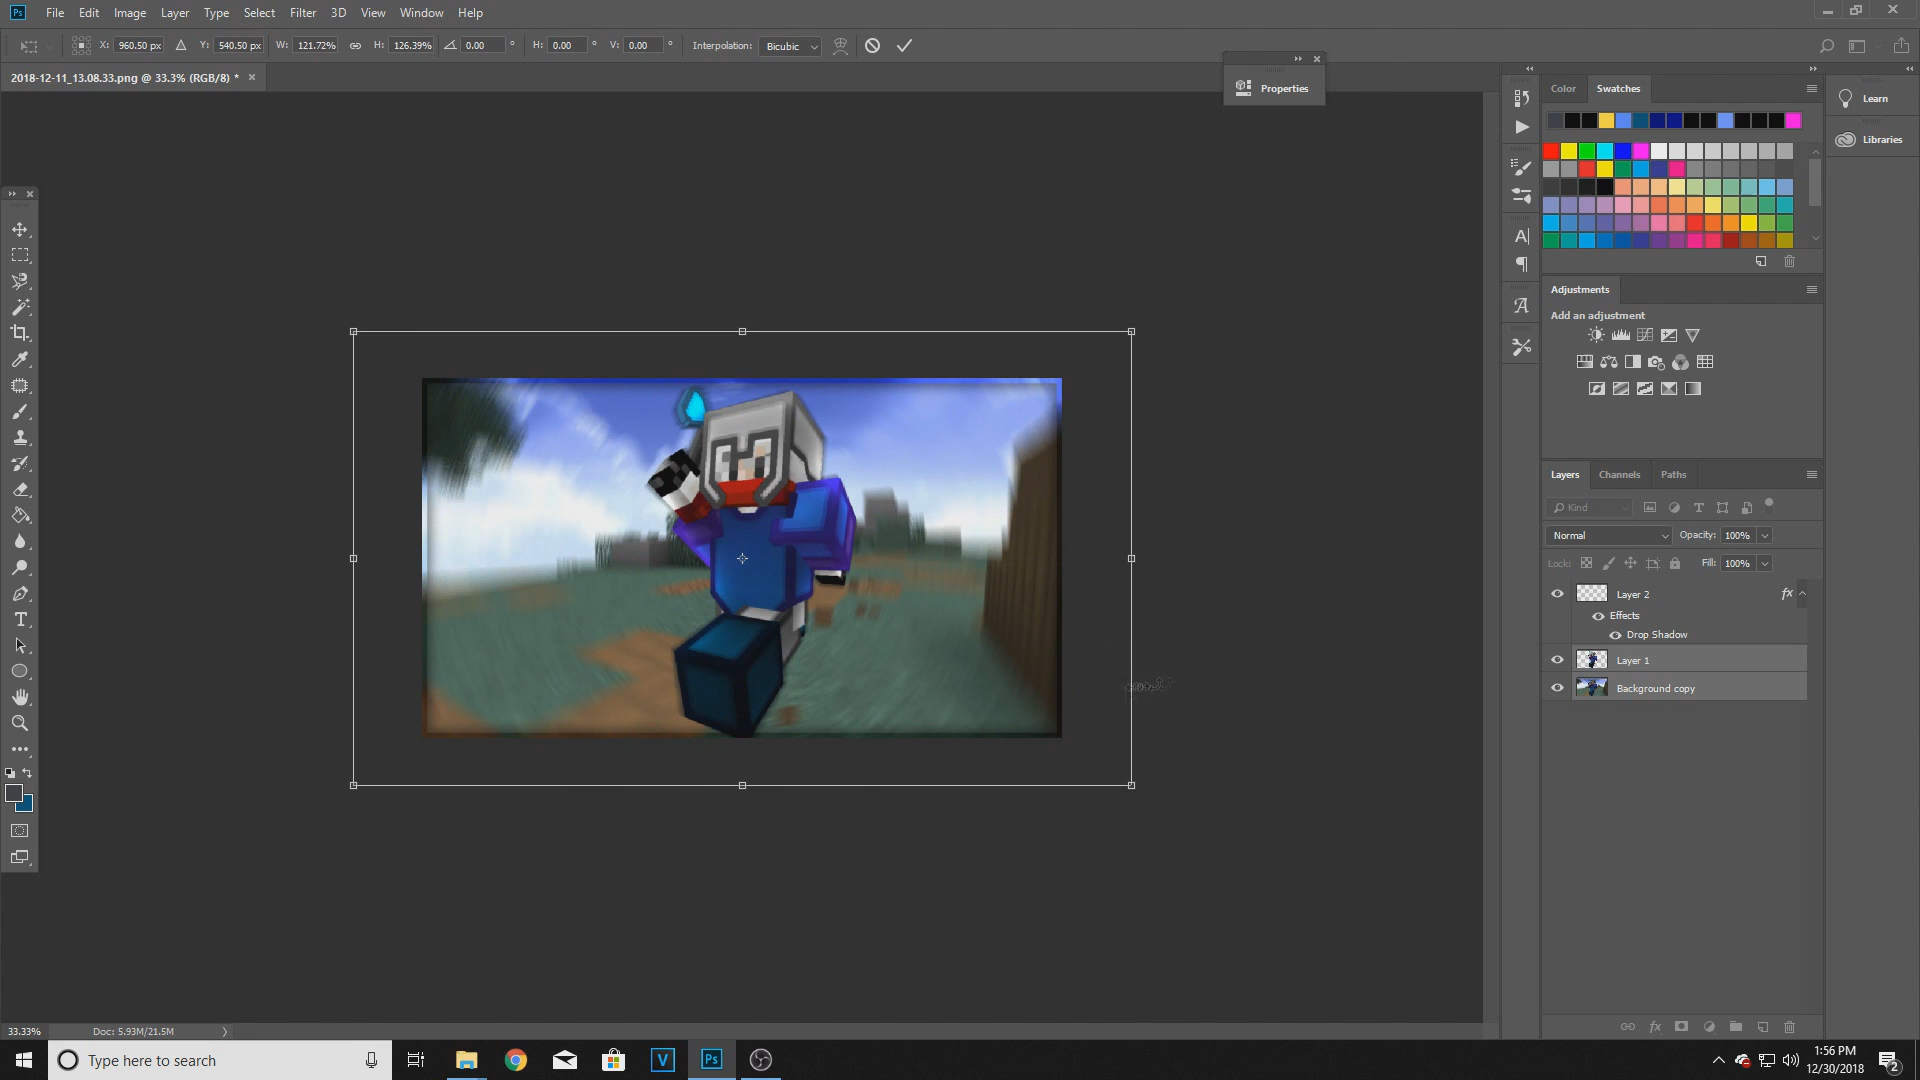 Ps File Edit Image Layer Type Select Filter 3D View Window Help
X: 960.50 px Y: 540.50 px W: 121.72% H: 126.39% 0.00 ° H: 0.00 ° V: 0.00 ° Interpolation: Bicubic
2018-12-11_13.08.33.png @ 33.3% (RGB/8) * ×
Properties
Color Swatches
Learn
Libraries
Adjustments
Add an adjustment
Layers Channels Paths
Kind
Normal Opacity: 100%
Lock: Fill: 100%
Layer 2 fx
Effects
Drop Shadow
Layer 1
Background copy
fx
33.33% Doc: 5.93M/21.5M
Type here to search
V Ps
1:56 PM
12/30/2018
2